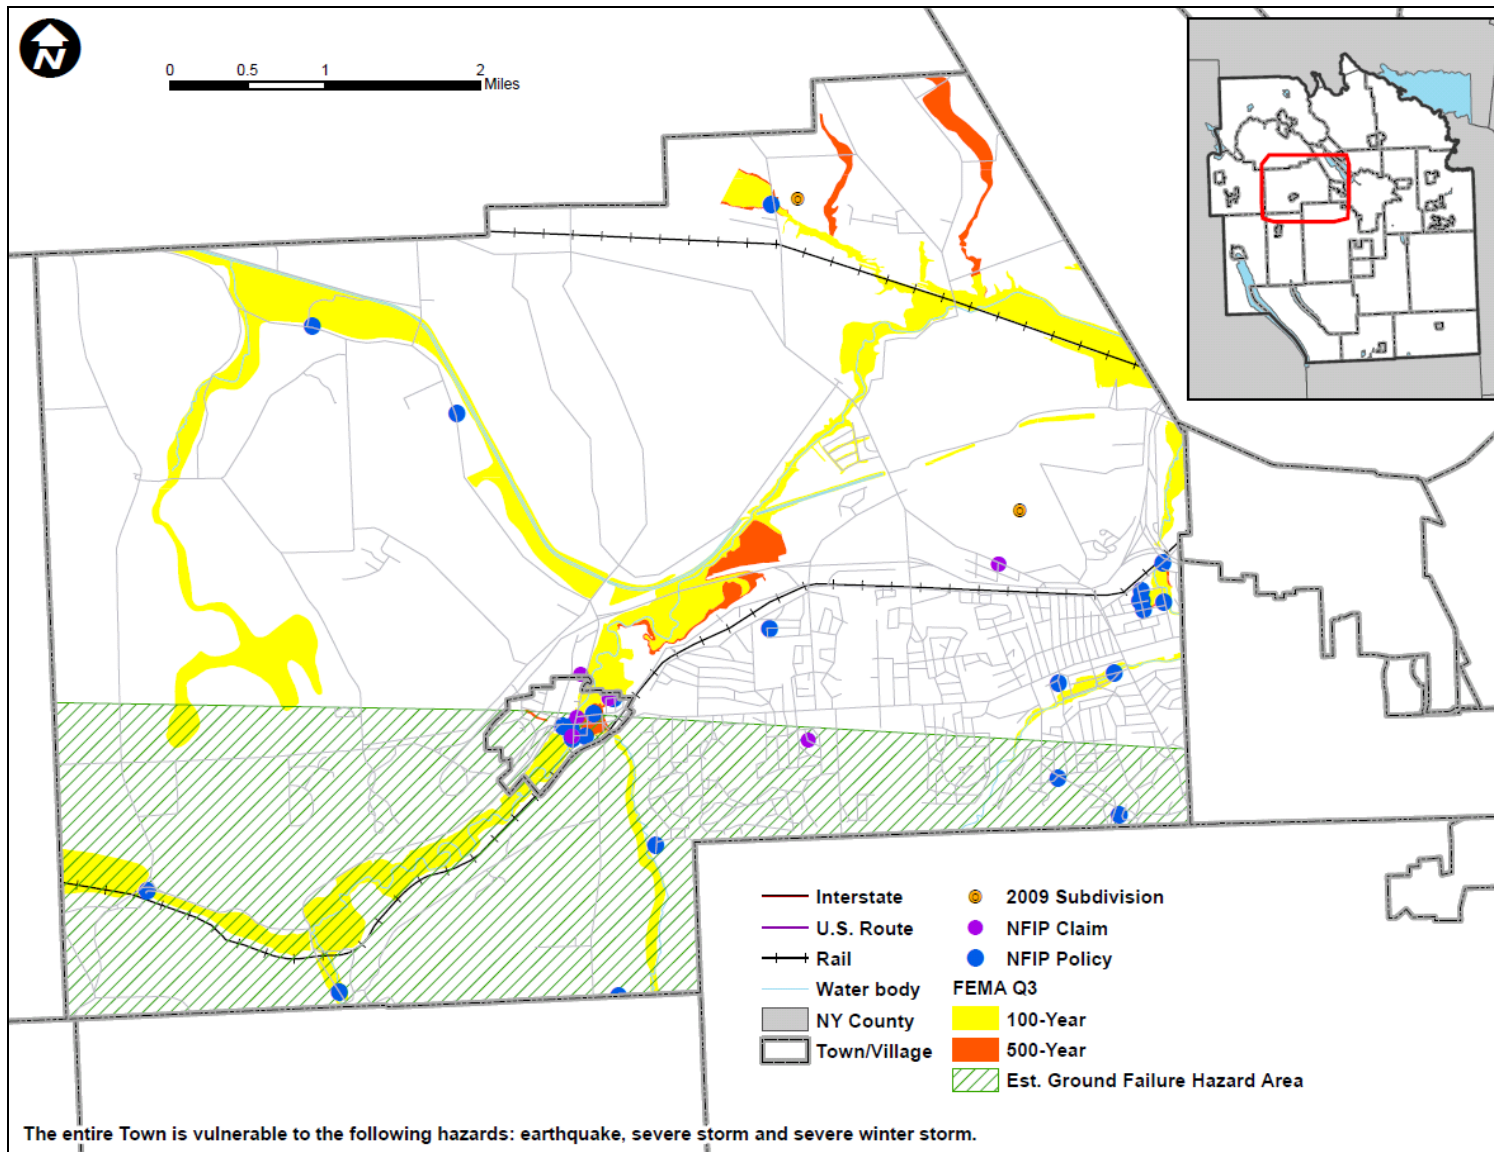 N
0 0.5 1 2
Miles
Interstate
U.S. Route
Rail
Water body
NY County
Town/Village
2009 Subdivision
NFIP Claim
NFIP Policy
FEMA Q3
100-Year
500-Year
Est. Ground Failure Hazard Area
The entire Town is vulnerable to the following hazards: earthquake, severe storm and severe winter storm.